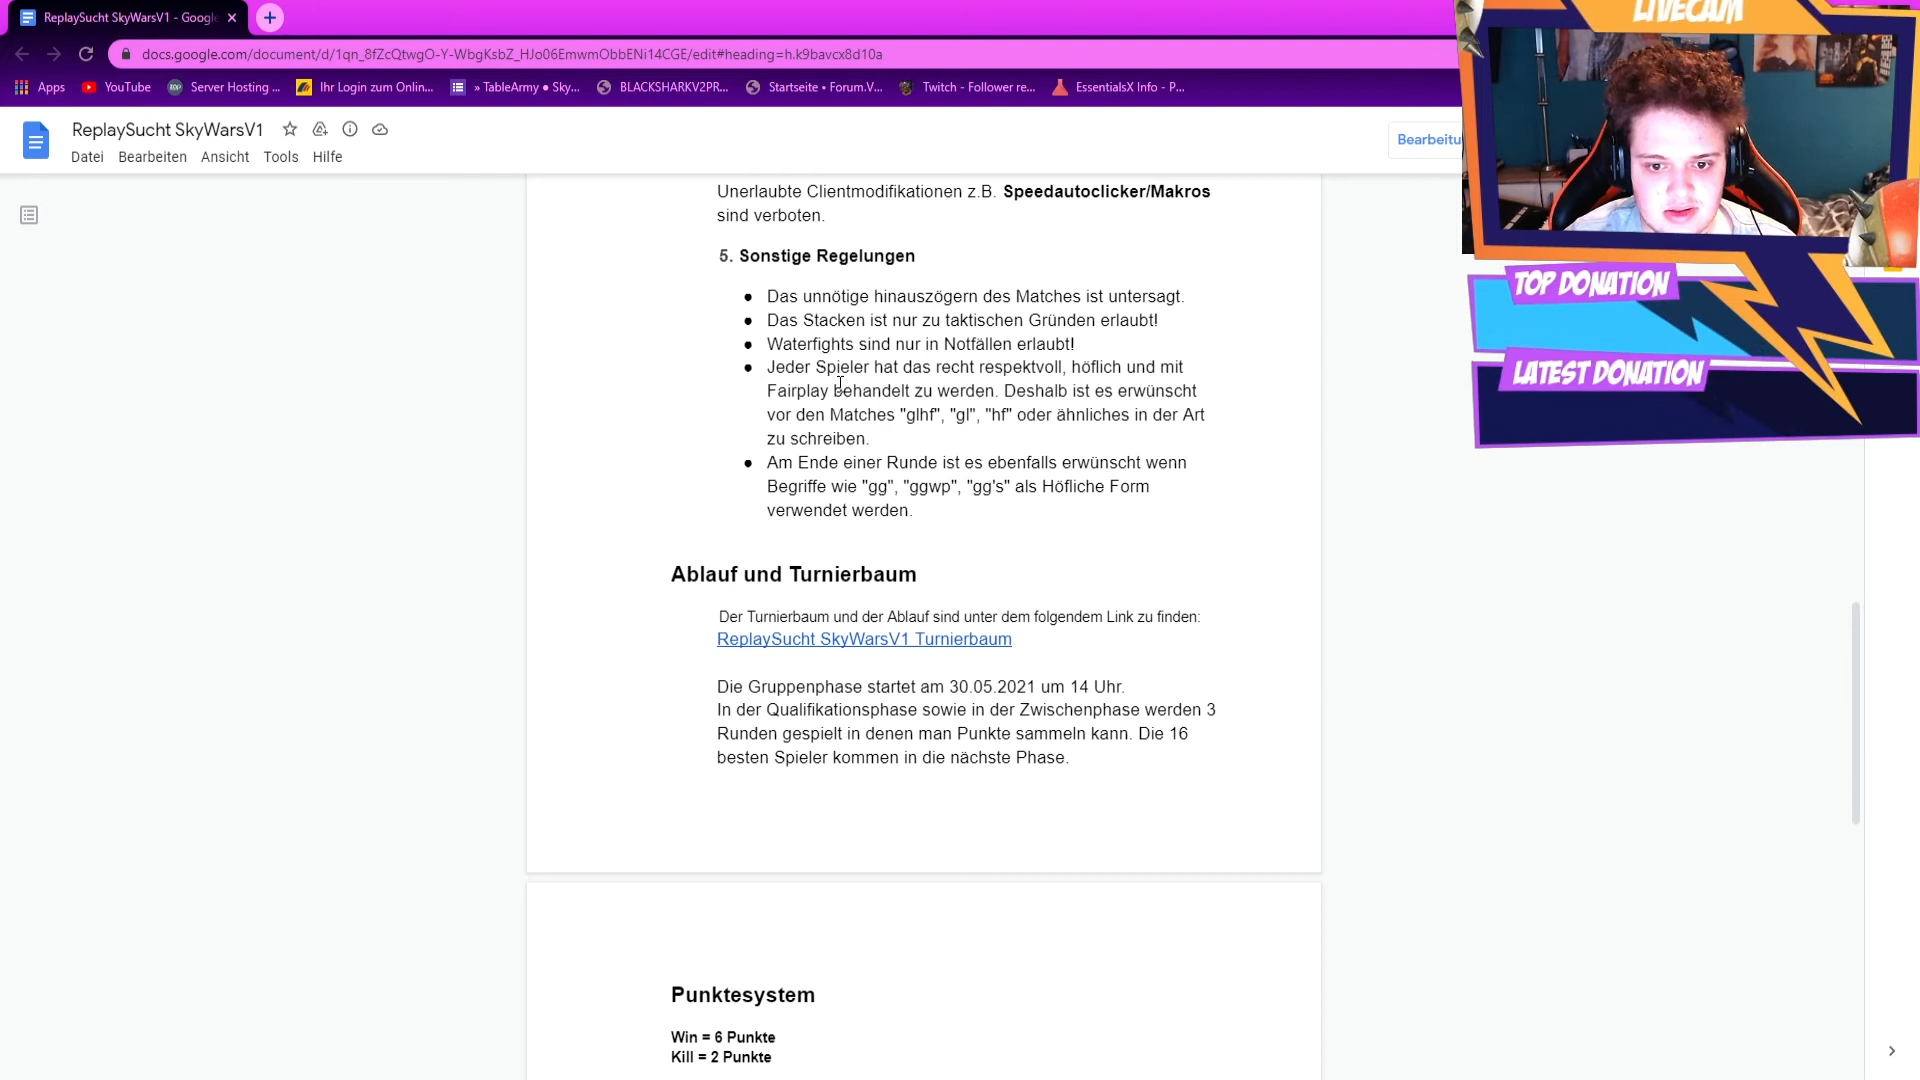 ReplaySucht SkyWarsV1 - Google
docs.google.com/document/d/1qn_8fZcQtwgO-Y-WbgKsbZ_HJo06EmwmObbENi14CGE/edit#heading=h.k9bavcx8d10a
Apps YouTube Server Hosting ... Ihr Login zum Onlin... » TableArmy ● Sky... BLACKSHARKV2PR... Startseite • Forum.V... Twitch - Follower re... EssentialsX Info - P...
LIVECAM
ReplaySucht SkyWarsV1
Datei Bearbeiten Ansicht Tools Hilfe
Bearbeitu
TOP DONATION
LATEST DONATION
Unerlaubte Clientmodifikationen z.B. Speedautoclicker/Makros
sind verboten.
5. Sonstige Regelungen
● Das unnötige hinauszögern des Matches ist untersagt.
● Das Stacken ist nur zu taktischen Gründen erlaubt!
● Waterfights sind nur in Notfällen erlaubt!
● Jeder Spieler hat das recht respektvoll, höflich und mit
Fairplay behandelt zu werden. Deshalb ist es erwünscht
vor den Matches "glhf", "gl", "hf" oder ähnliches in der Art
zu schreiben.
● Am Ende einer Runde ist es ebenfalls erwünscht wenn
Begriffe wie "gg", "ggwp", "gg's" als Höfliche Form
verwendet werden.
Ablauf und Turnierbaum
Der Turnierbaum und der Ablauf sind unter dem folgendem Link zu finden:
ReplaySucht SkyWarsV1 Turnierbaum
Die Gruppenphase startet am 30.05.2021 um 14 Uhr.
In der Qualifikationsphase sowie in der Zwischenphase werden 3
Runden gespielt in denen man Punkte sammeln kann. Die 16
besten Spieler kommen in die nächste Phase.
Punktesystem
Win = 6 Punkte
Kill = 2 Punkte